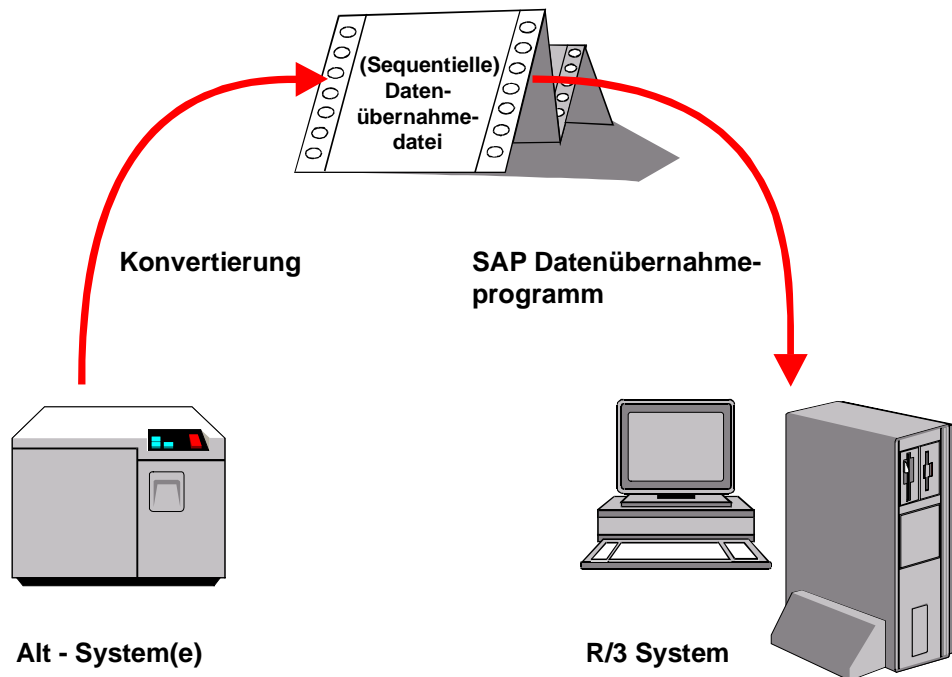 (Sequentielle)
Daten-
übernahme-
datei
Konvertierung
SAP Datenübernahme-
programm
Alt - System(e)
R/3 System